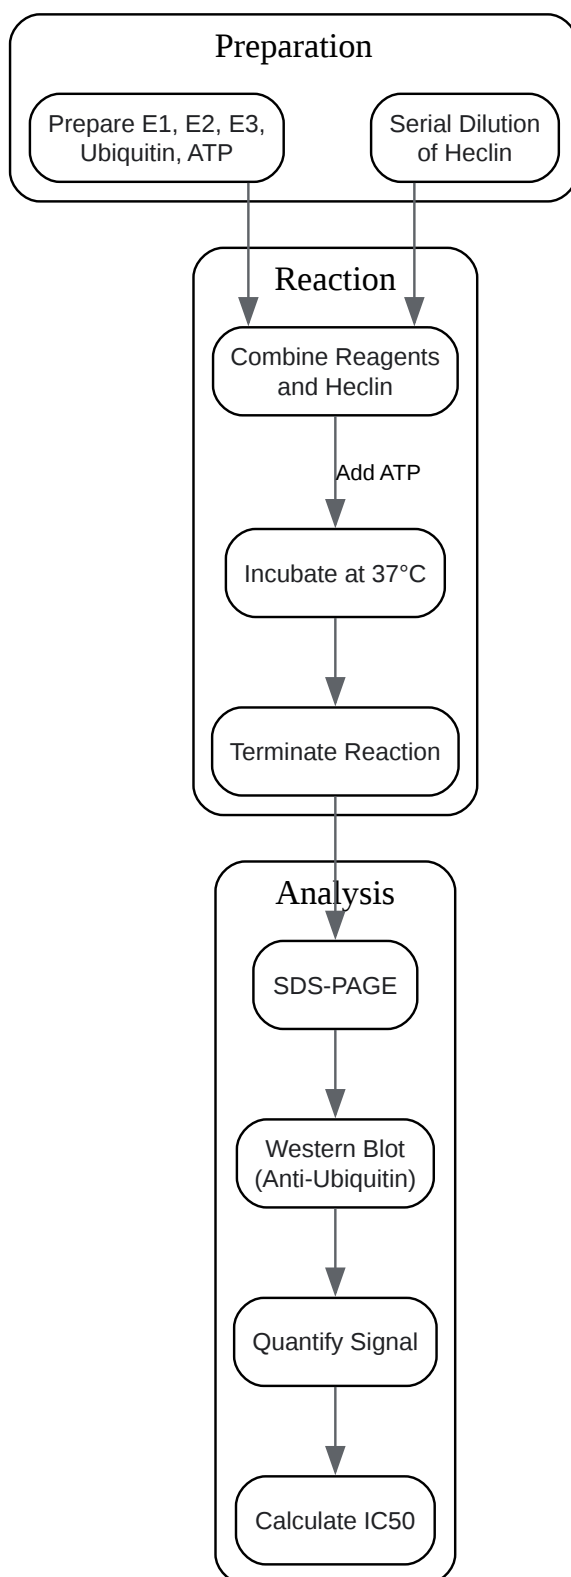 Preparation
Prepare E1, E2, E3,
Ubiquitin, ATP
Serial Dilution
of Heclin
Reaction
Combine Reagents
and Heclin
Add ATP
Incubate at 37°C
Terminate Reaction
Analysis
SDS-PAGE
Western Blot
(Anti-Ubiquitin)
Quantify Signal
Calculate IC50